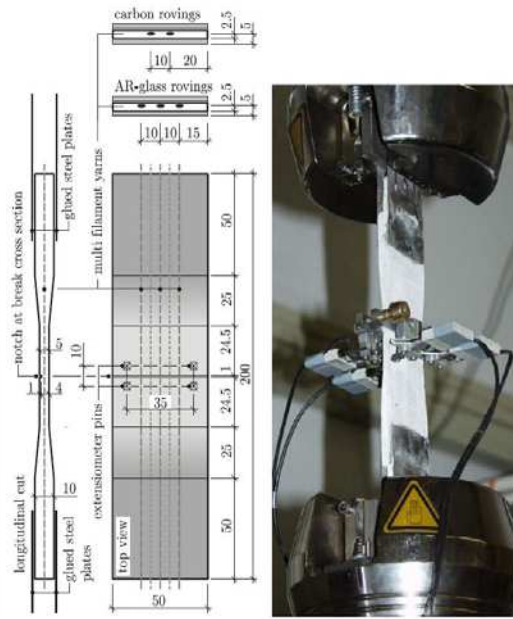 carbon rovings
2.5
5
10
20
AR-glass rovings
2.5
5
10
10
15
glued steel plates
multi filament yarns
50
25
notch at break cross section
5
10
24.5
1
1
4
200
35
24.5
extensiometer pins
25
longitudinal cut
10
50
glued steel
plates
top view
50